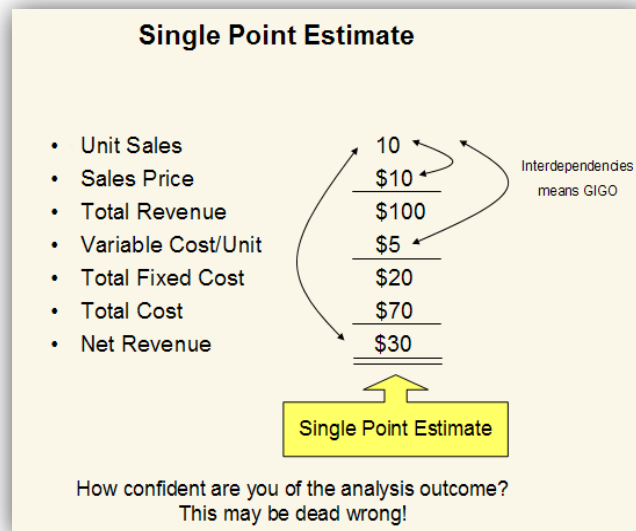 Single Point Estimate
• Unit Sales 10
• Sales Price $10
• Total Revenue $100
• Variable Cost/Unit $5
• Total Fixed Cost $20
• Total Cost $70
• Net Revenue $30
Interdependencies
means GIGO
Single Point Estimate
How confident are you of the analysis outcome?
This may be dead wrong!